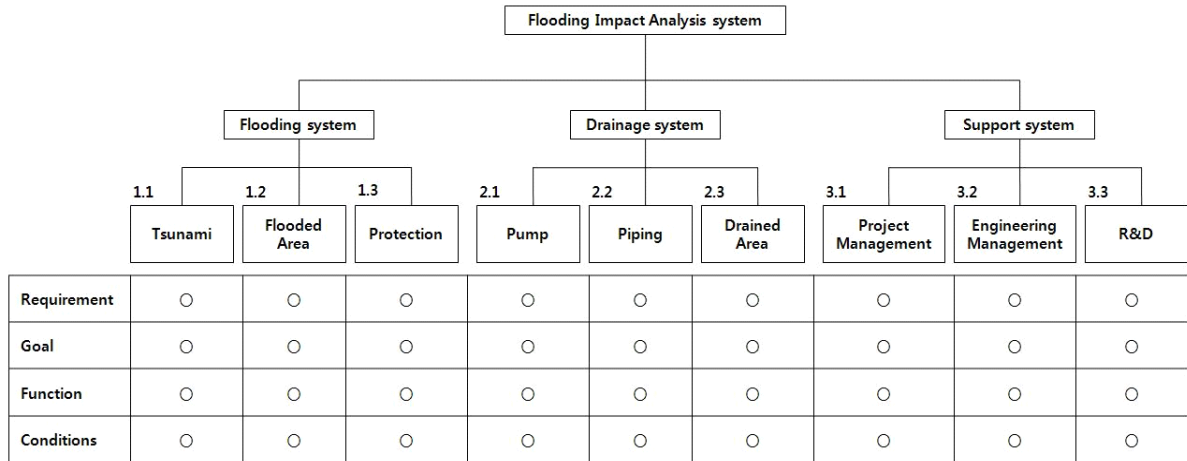 Flooding Impact Analysis system
Flooding system
Drainage system
Support system
1.1
1.2
1.3
2.1
2.2
2.3
3.1
3.2
3.3
Tsunami
Flooded
Area
Protection
Pump
Piping
Drained
Area
Project
Management
Engineering
Management
R&D
Requirement ○ ○ ○ ○ ○ ○ ○ ○ ○
Goal ○ ○ ○ ○ ○ ○ ○ ○ ○
Function ○ ○ ○ ○ ○ ○ ○ ○ ○
Conditions ○ ○ ○ ○ ○ ○ ○ ○ ○